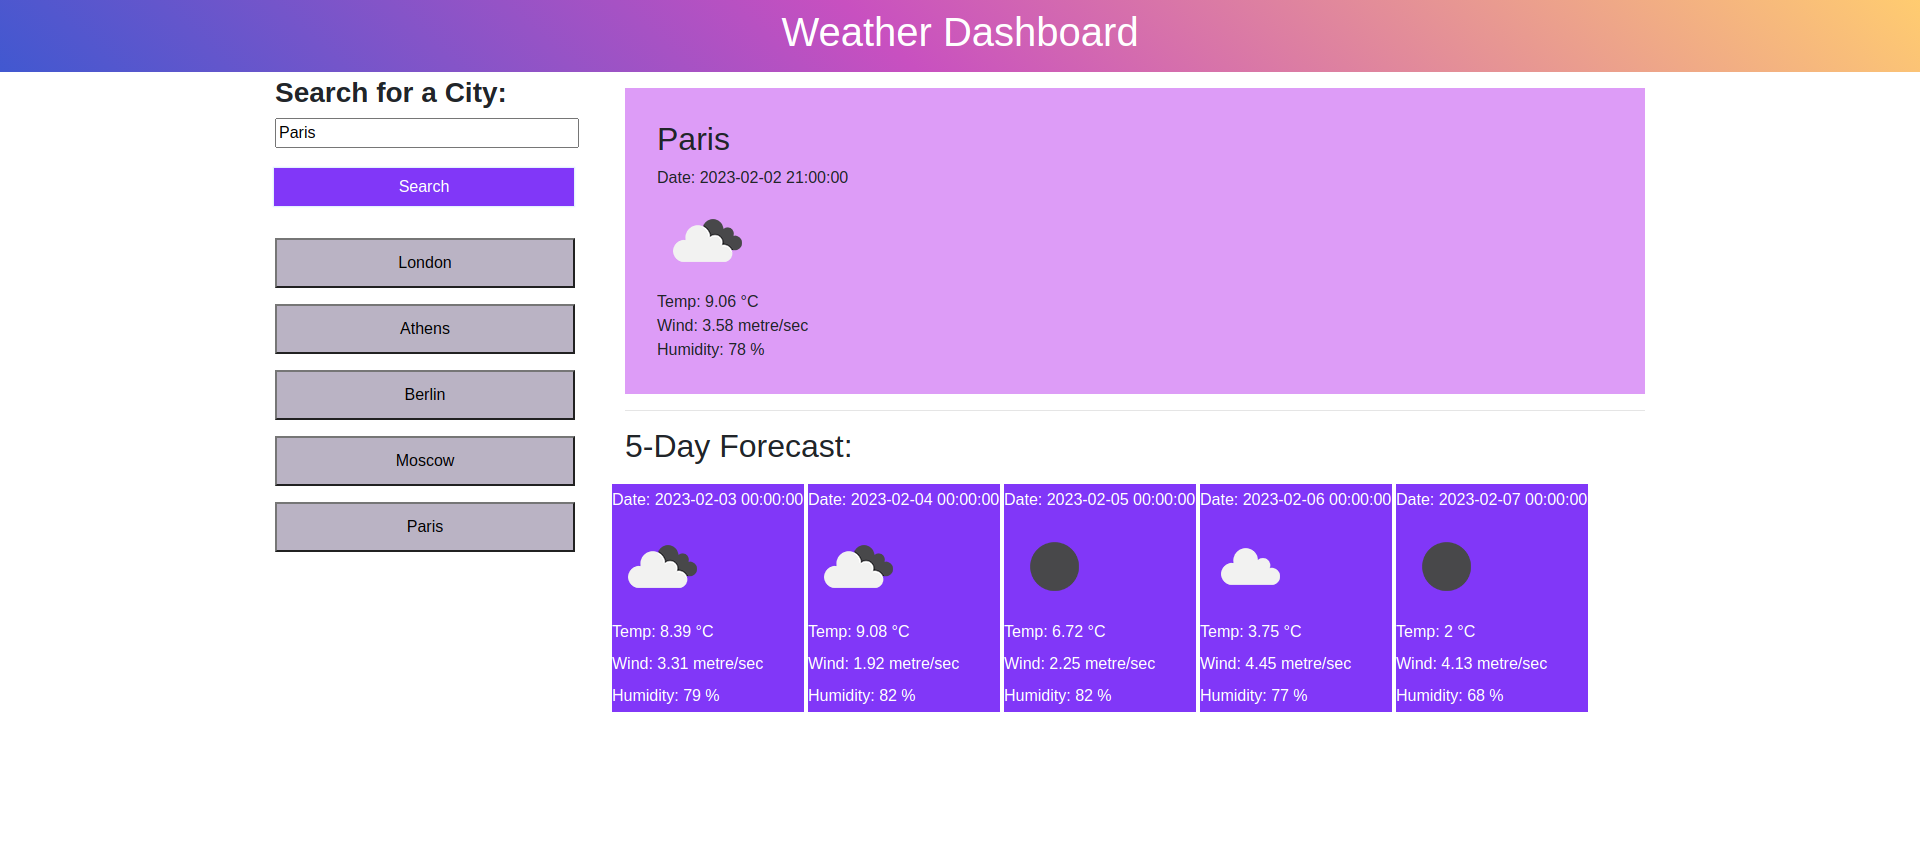 Weather Dashboard
Search for a City:
Paris
Search
London
Athens
Berlin
Moscow
Paris
Paris
Date: 2023-02-02 21:00:00
Temp: 9.06 °C
Wind: 3.58 metre/sec
Humidity: 78 %
5-Day Forecast:
Date: 2023-02-03 00:00:00
Temp: 8.39 °C
Wind: 3.31 metre/sec
Humidity: 79 %
Date: 2023-02-04 00:00:00
Temp: 9.08 °C
Wind: 1.92 metre/sec
Humidity: 82 %
Date: 2023-02-05 00:00:00
Temp: 6.72 °C
Wind: 2.25 metre/sec
Humidity: 82 %
Date: 2023-02-06 00:00:00
Temp: 3.75 °C
Wind: 4.45 metre/sec
Humidity: 77 %
Date: 2023-02-07 00:00:00
Temp: 2 °C
Wind: 4.13 metre/sec
Humidity: 68 %